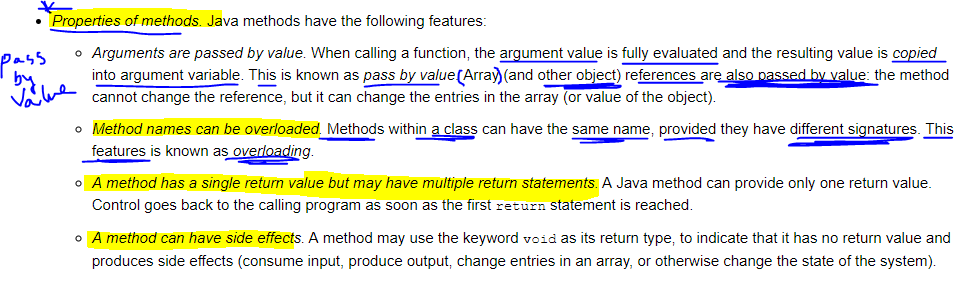 • Properties of methods. Java methods have the following features:
pass by value
○ Arguments are passed by value. When calling a function, the argument value is fully evaluated and the resulting value is copied
into argument variable. This is known as pass by value (Array (and other object) references are also passed by value: the method
cannot change the reference, but it can change the entries in the array (or value of the object).
○ Method names can be overloaded. Methods within a class can have the same name, provided they have different signatures. This
features is known as overloading.
○ A method has a single return value but may have multiple return statements. A Java method can provide only one return value.
Control goes back to the calling program as soon as the first return statement is reached.
○ A method can have side effects. A method may use the keyword void as its return type, to indicate that it has no return value and
produces side effects (consume input, produce output, change entries in an array, or otherwise change the state of the system).